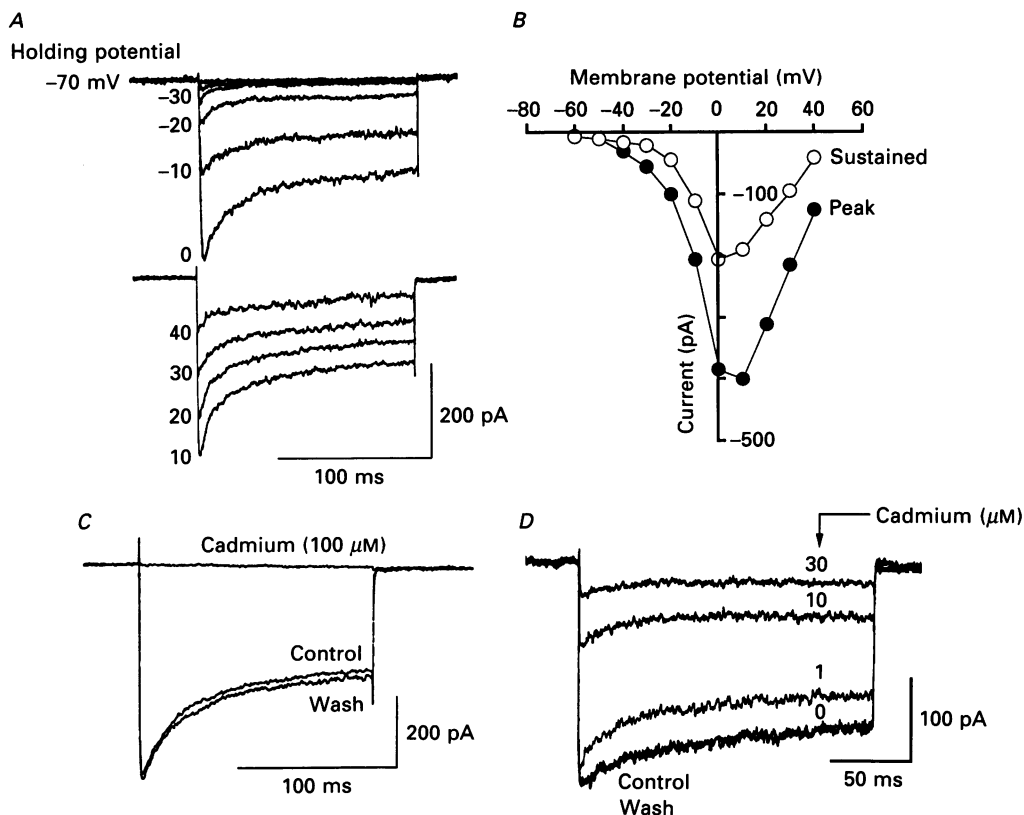 A
Holding potential
−70 mV
−30
−20
−10
0
40
30
20
10
200 pA
100 ms
B
Membrane potential (mV)
−80 −60 −40 −20 0 20 40 60
Sustained
−100
Peak
Current (pA)
−500
C
Cadmium (100 μM)
Control
Wash
200 pA
100 ms
D
Cadmium (μM)
30
10
1
0
Control
Wash
100 pA
50 ms